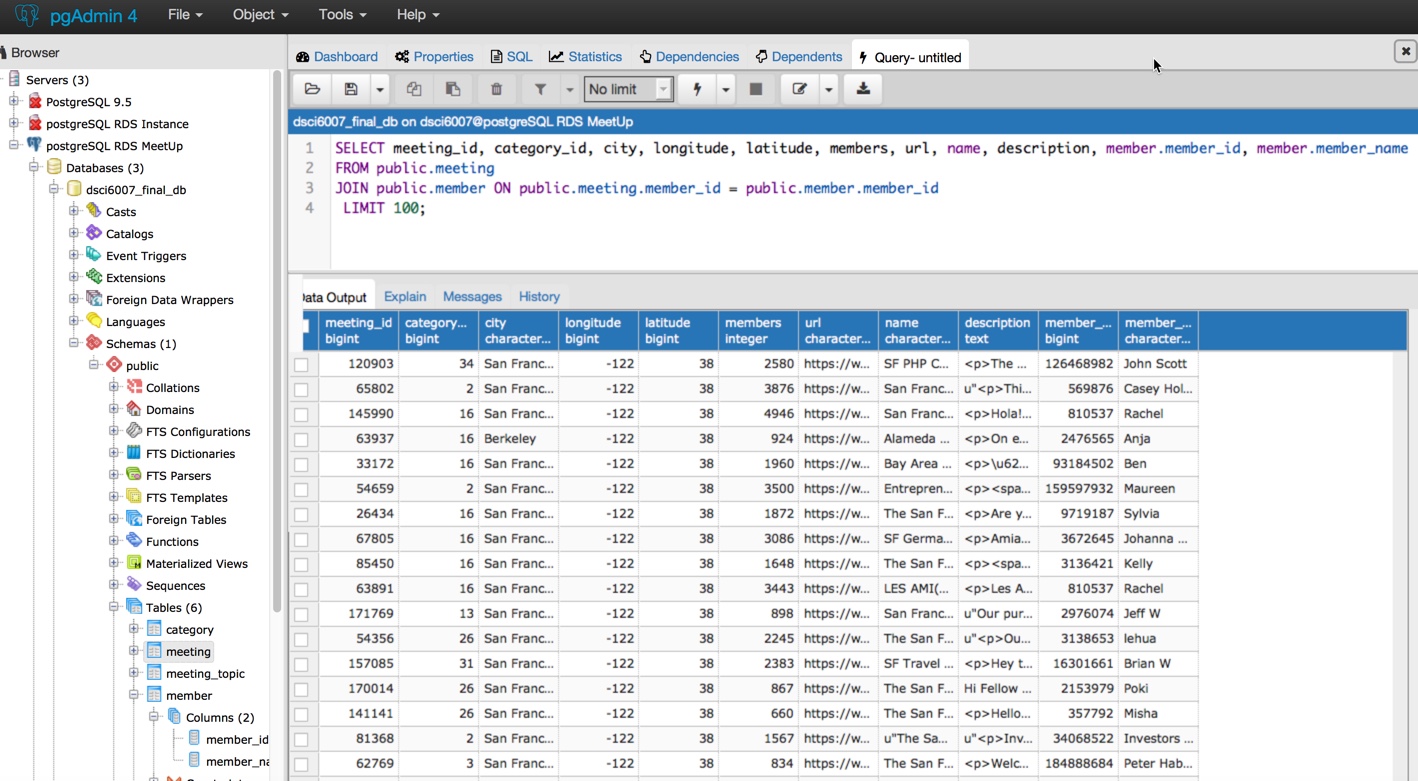 pgAdmin 4 File Object Tools Help
Browser
Servers (3)
PostgreSQL 9.5
postgreSQL RDS Instance
postgreSQL RDS MeetUp
Databases (3)
dsci6007_final_db
Casts
Catalogs
Event Triggers
Extensions
Foreign Data Wrappers
Languages
Schemas (1)
public
Collations
Domains
FTS Configurations
FTS Dictionaries
FTS Parsers
FTS Templates
Foreign Tables
Functions
Materialized Views
Sequences
Tables (6)
category
meeting
meeting_topic
member
Columns (2)
member_id
member_na
Dashboard Properties SQL Statistics Dependencies Dependents Query- untitled
No limit
dsci6007_final_db on dsci6007@postgreSQL RDS MeetUp
1 SELECT meeting_id, category_id, city, longitude, latitude, members, url, name, description, member.member_id, member.member_name
2 FROM public.meeting
3 JOIN public.member ON public.meeting.member_id = public.member.member_id
4 LIMIT 100;
Data Output Explain Messages History
meeting_id category... city longitude latitude members url name description member_... member_...
bigint bigint character... bigint bigint integer character... character... text bigint character...
120903 34 San Franc... -122 38 2580 https://w... SF PHP C... <p>The ... 126468982 John Scott
65802 2 San Franc... -122 38 3876 https://w... San Franc... u"<p>Thi... 569876 Casey Hol...
145990 16 San Franc... -122 38 4946 https://w... San Franc... <p>Hola!... 810537 Rachel
63937 16 Berkeley -122 38 924 https://w... Alameda ... <p>On e... 2476565 Anja
33172 16 San Franc... -122 38 1960 https://w... Bay Area ... <p>\u62... 93184502 Ben
54659 2 San Franc... -122 38 3500 https://w... Entrepren... <p><spa... 159597932 Maureen
26434 16 San Franc... -122 38 1872 https://w... The San F... <p>Are y... 9719187 Sylvia
67805 16 San Franc... -122 38 3086 https://w... SF Germa... <p>Amia... 3672645 Johanna ...
85450 16 San Franc... -122 38 1648 https://w... The San F... <p><spa... 3136421 Kelly
63891 16 San Franc... -122 38 3443 https://w... LES AMI(... <p>Les A... 810537 Rachel
171769 13 San Franc... -122 38 898 https://w... San Franc... u"Our pur... 2976074 Jeff W
54356 26 San Franc... -122 38 2245 https://w... The San F... u"<p>Ou... 3138653 lehua
157085 31 San Franc... -122 38 2383 https://w... SF Travel ... <p>Hey t... 16301661 Brian W
170014 26 San Franc... -122 38 867 https://w... The San F... Hi Fellow ... 2153979 Poki
141141 26 San Franc... -122 38 660 https://w... The San F... <p>Hello... 357792 Misha
81368 2 San Franc... -122 38 1567 https://w... u"The Sa... u"<p>Inv... 34068522 Investors ...
62769 3 San Franc... -122 38 834 https://w... The San F... <p>Welc... 184888684 Peter Hab...